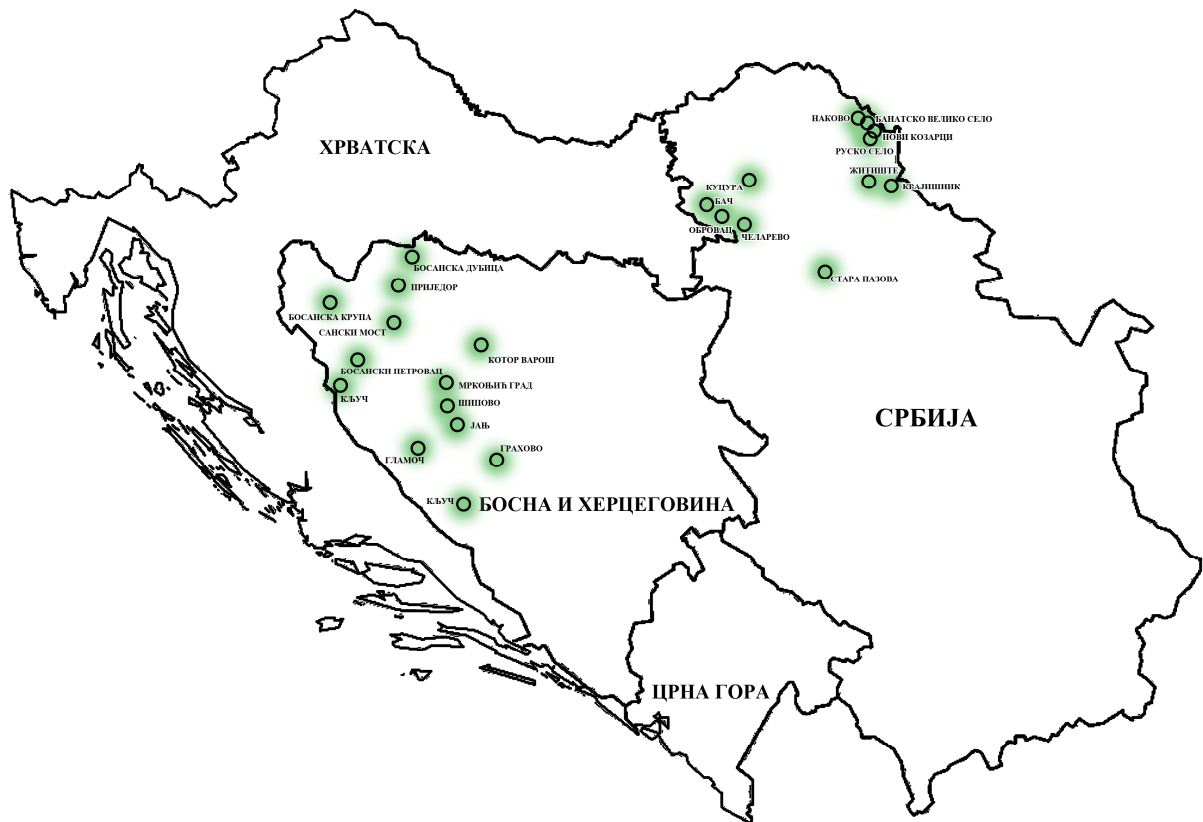 НАКОВО
БАНАТСКО ВЕЛИКО СЕЛО
НОВИ КОЗАРЦИ
ХРВАТСКА
РУСКО СЕЛО
ЖИТИШТЕ
КУЦУРА
КВАЈИШНИК
БАЧ
ОБРОВАЦ
ЧЕЛАРЕВО
БОСАНСКА ДУБИЦА
СТАРА ПАЗОВА
ПРИЈЕДОР
БОСАНСКА КРУПА
САНСКИ МОСТ
КОТОР ВАРОШ
БОСАНСКИ ПЕТРОВАЦ
МРКОЊИЋ ГРАД
КЉУЧ
ШИПОВО
СРБИЈА
ЈАЊ
ГРАХОВО
ГЛАМОЧ
КЉУЧ
БОСНА И ХЕРЦЕГОВИНА
ЦРНА ГОРА